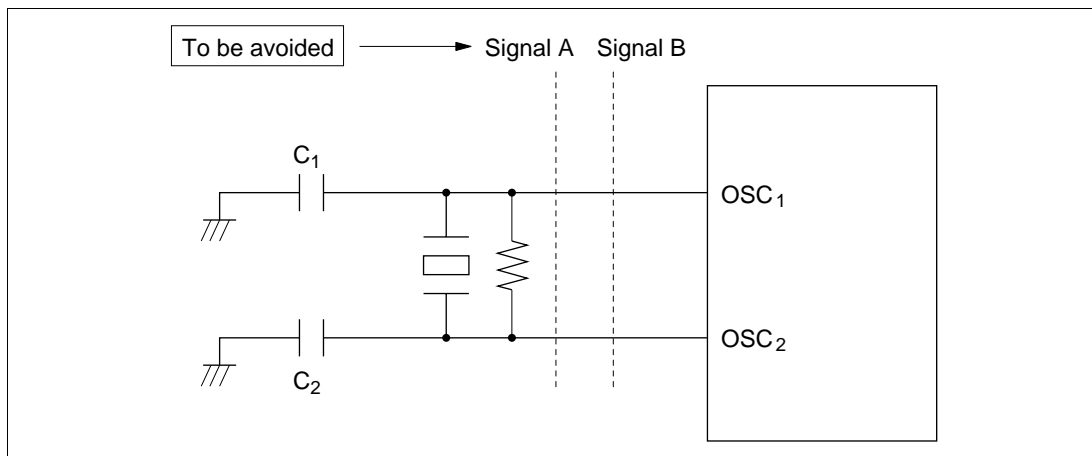 To be avoided Signal A Signal B
C1
OSC1
OSC2
C2